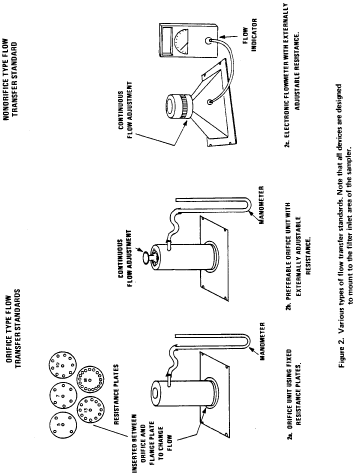 ORIFICE TYPE FLOW
TRANSFER STANDARDS
NONORIFICE TYPE FLOW
TRANSFER STANDARD
RESISTANCE PLATES
INSERTED BETWEEN
ORIFICE AND
FLANGE PLATE
TO CHANGE
FLOW
MANOMETER
2a. ORIFICE UNIT USING FIXED
RESISTANCE PLATES.
CONTINUOUS
FLOW ADJUSTMENT
MANOMETER
2b. PREFERABLE ORIFICE UNIT WITH
EXTERNALLY ADJUSTABLE
RESISTANCE.
CONTINUOUS
FLOW ADJUSTMENT
FLOW
INDICATOR
2c. ELECTRONIC FLOWMETER WITH EXTERNALLY
ADJUSTABLE RESISTANCE.
Figure 2. Various types of flow transfer standards. Note that all devices are designed
to mount to the filter inlet area of the sampler.